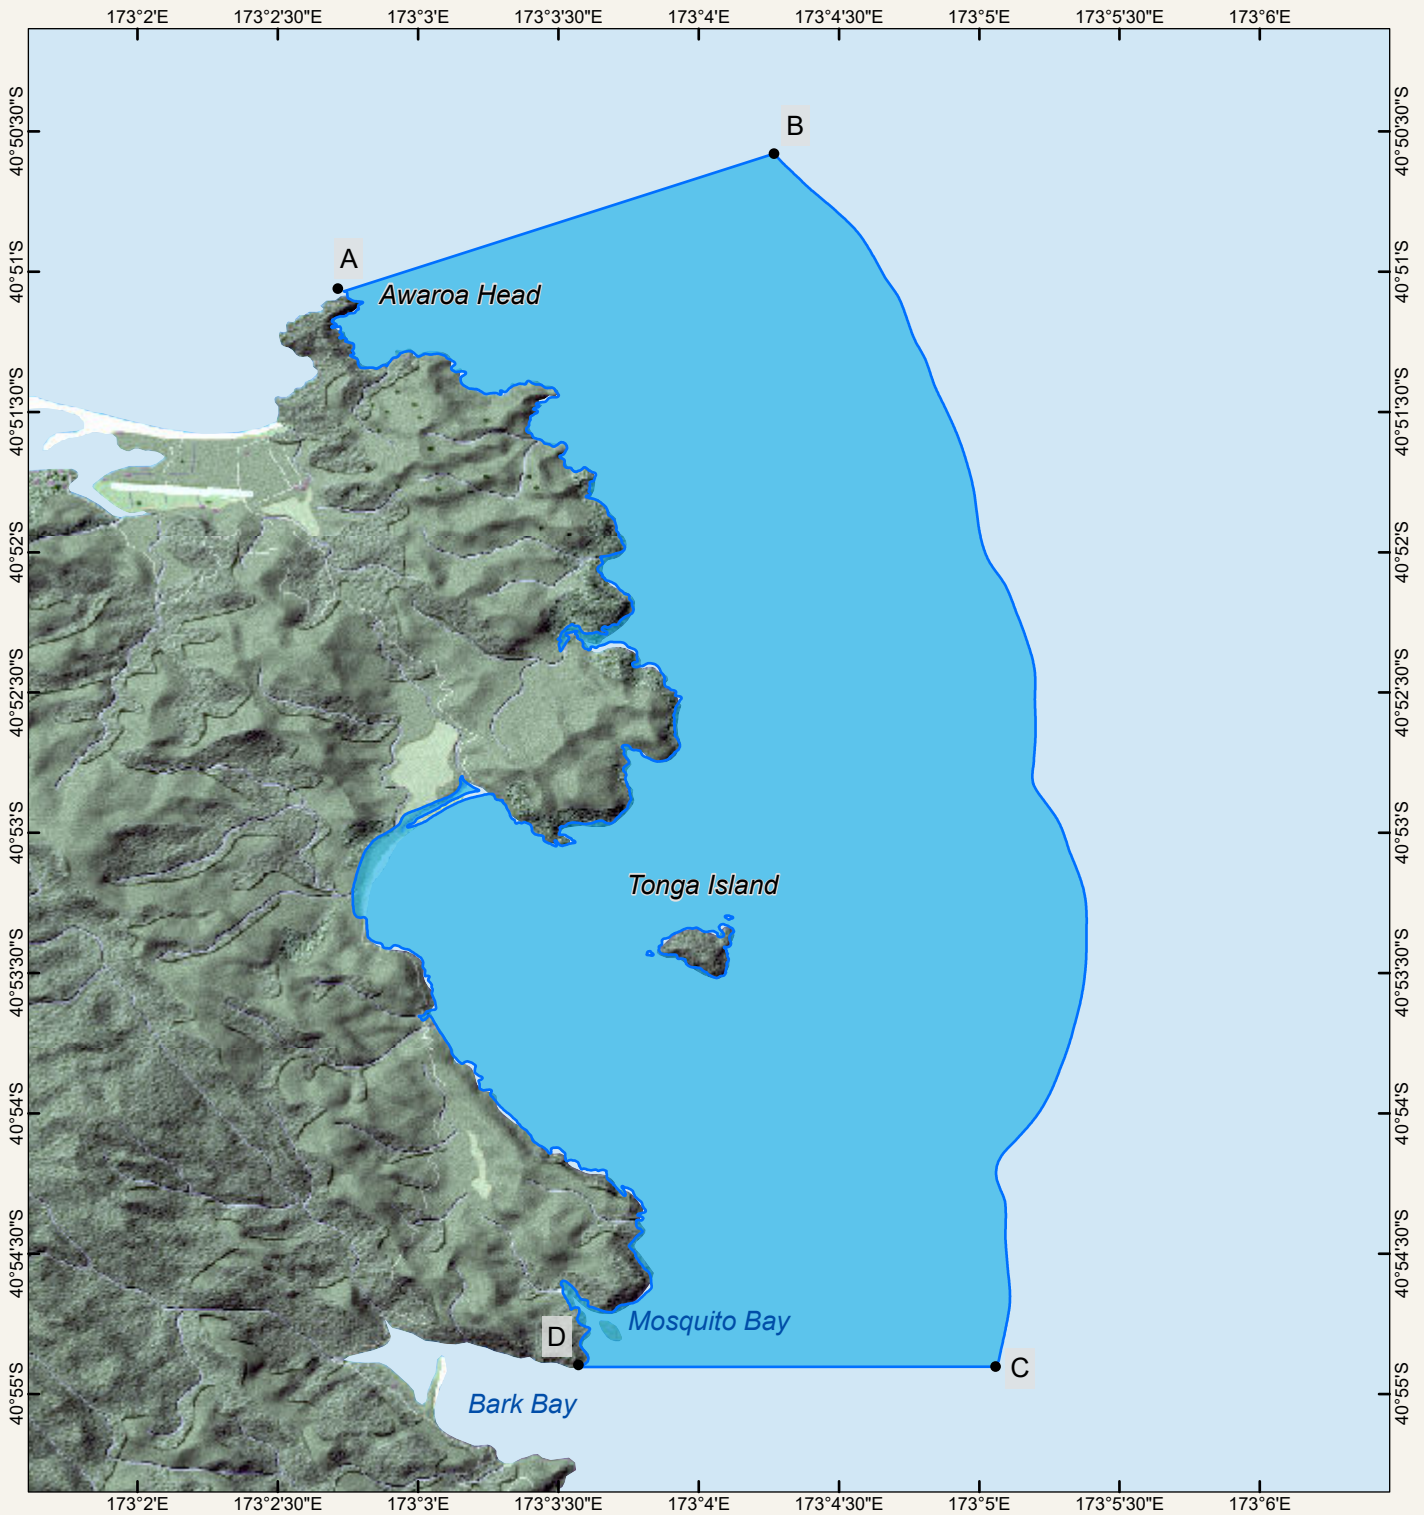 173°2'E 173°2'30"E 173°3'E 173°3'30"E 173°4'E 173°4'30"E 173°5'E 173°5'30"E 173°6'E
40°50'30"S 40°50'30"S
B
A
40°51'S 40°51'S
Awaroa Head
40°51'30"S 40°51'30"S
40°52'S 40°52'S
40°52'30"S 40°52'30"S
40°53'S 40°53'S
Tonga Island
40°53'30"S 40°53'30"S
40°54'S 40°54'S
40°54'30"S 40°54'30"S
Mosquito Bay
D
C
40°55'S 40°55'S
Bark Bay
173°2'E 173°2'30"E 173°3'E 173°3'30"E 173°4'E 173°4'30"E 173°5'E 173°5'30"E 173°6'E